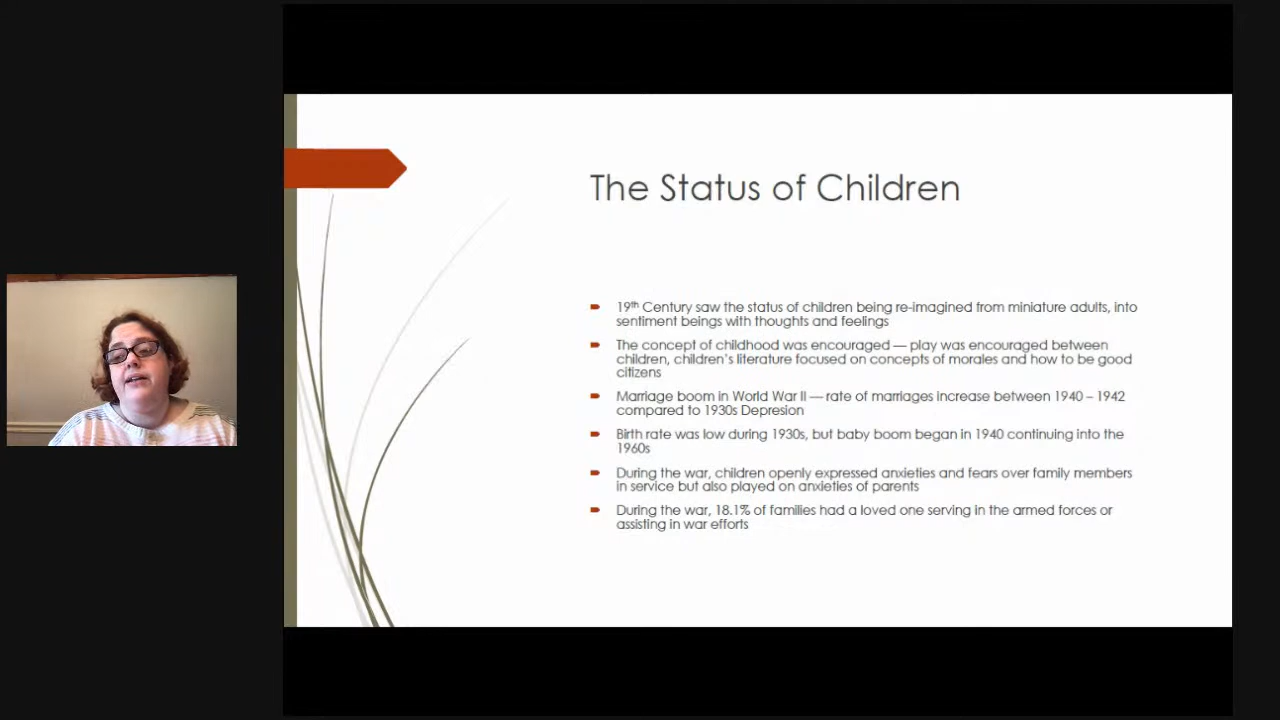 The Status of Children
19th Century saw the status of children being re-imagined from miniature adults, into
sentiment beings with thoughts and feelings
The concept of childhood was encouraged — play was encouraged between
children, children's literature focused on concepts of morales and how to be good
citizens
Marriage boom in World War II — rate of marriages increase between 1940 – 1942
compared to 1930s Depresion
Birth rate was low during 1930s, but baby boom began in 1940 continuing into the
1960s
During the war, children openly expressed anxieties and fears over family members
in service but also played on anxieties of parents
During the war, 18.1% of families had a loved one serving in the armed forces or
assisting in war efforts